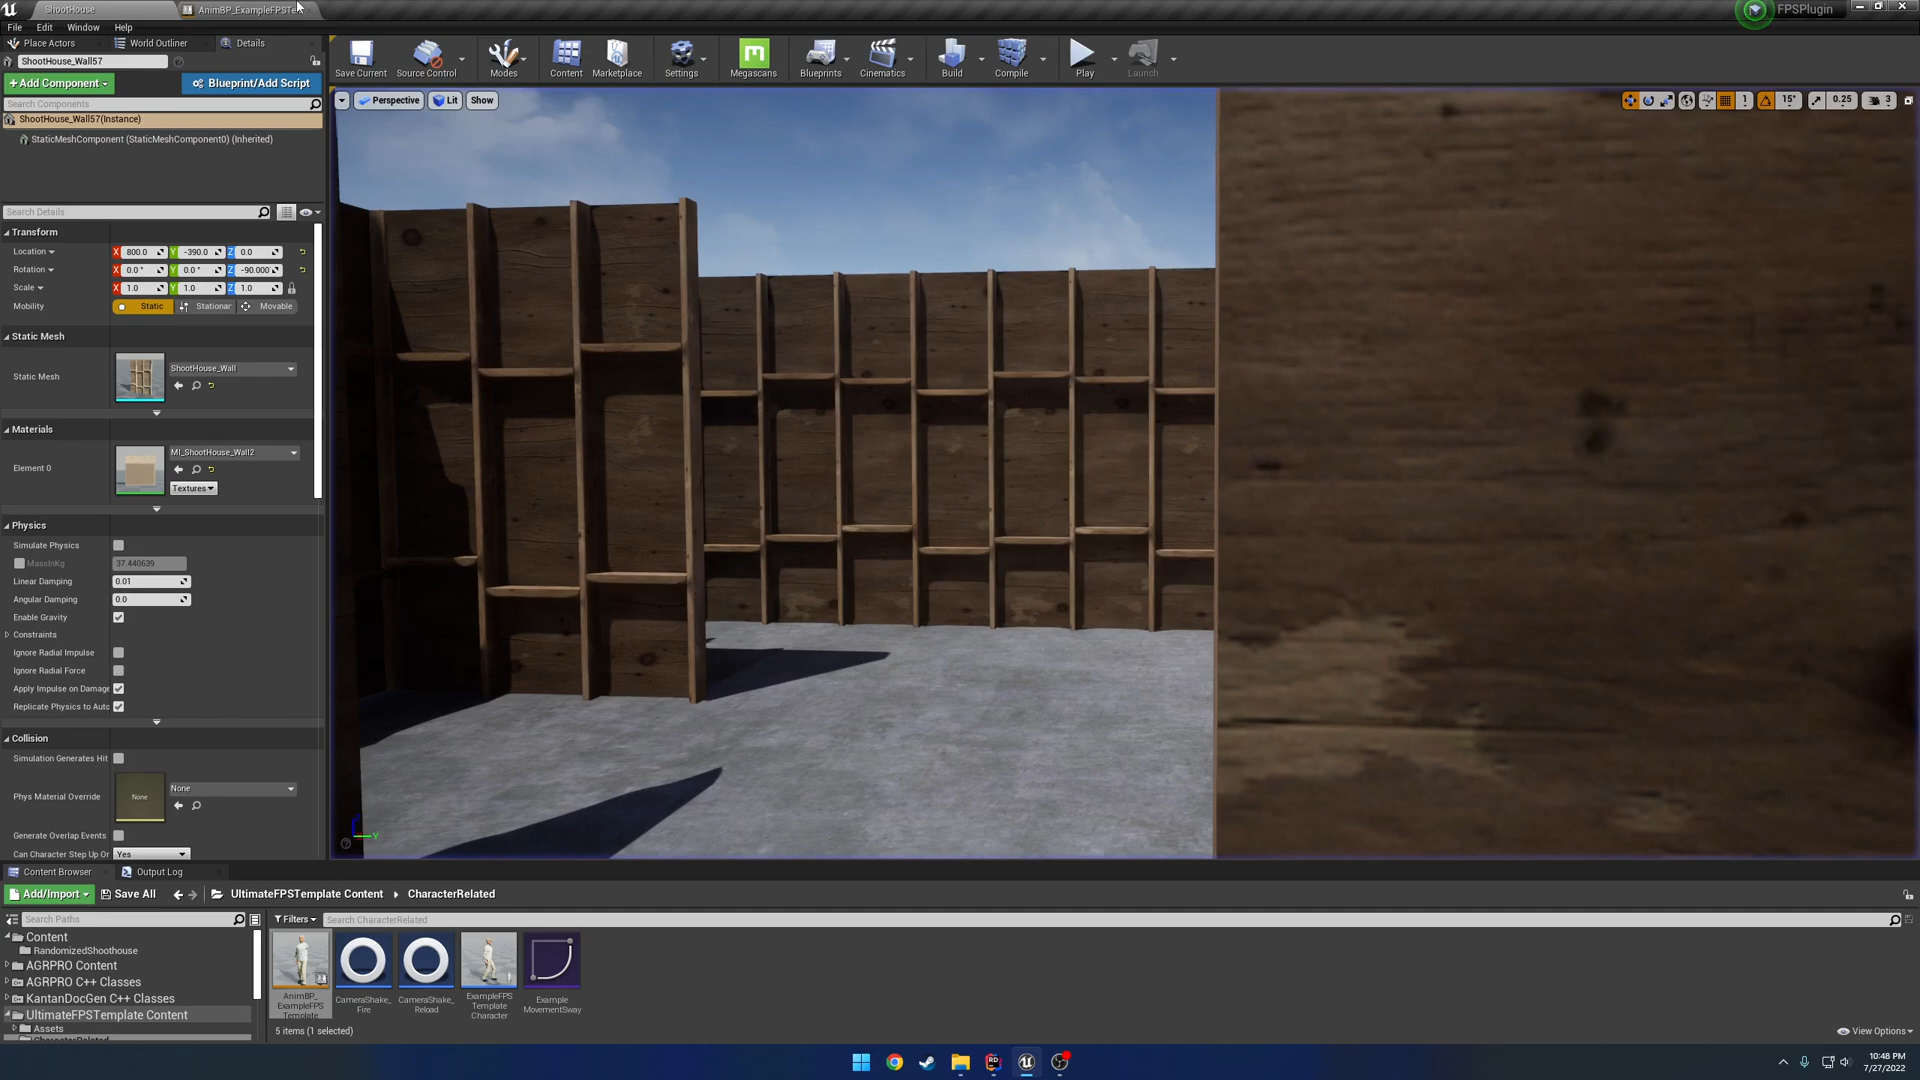 ShootHouse
AnimBP_ExampleFPSTe
FPSPlugin
File Edit Window Help
Place Actors World Outliner Details
ShootHouse_Wall57
+Add Component
Blueprint/Add Script
Search Components
ShootHouse_Wall57(Instance)
StaticMeshComponent (StaticMeshComponent0) (Inherited)
Save Current
Source Control
Modes
Content
Marketplace
Settings
Megascans
Blueprints
Cinematics
Build
Compile
Play
Launch
Perspective Lit Show
15° 0.25 3
Search Details
Transform
Location X 800.0 Y -390.0 Z 0.0
Rotation X 0.0° Y 0.0° Z -90.000
Scale X 1.0 Y 1.0 Z 1.0
Mobility Static Stationar Movable
Static Mesh
Static Mesh ShootHouse_Wall
Materials
Element 0 MI_ShootHouse_Wall2
Textures
Physics
Simulate Physics
MassInKg 37.440639
Linear Damping 0.01
Angular Damping 0.0
Enable Gravity
Constraints
Ignore Radial Impulse
Ignore Radial Force
Apply Impulse on Damage
Replicate Physics to Auto
Collision
Simulation Generates Hit
Phys Material Override None None
Generate Overlap Events
Can Character Step Up On Yes
Y
Content Browser Output Log
Add/Import Save All UltimateFPSTemplate Content CharacterRelated
Search Paths Filters Search CharacterRelated
Content
RandomizedShoothouse
AGRPRO Content
AGRPRO C++ Classes
KantanDocGen C++ Classes
UltimateFPSTemplate Content
Assets
CharacterRelated
AnimBP_
ExampleFPS
Template
CameraShake_
Fire
CameraShake_
Reload
ExampleFPS
Template
Character
Example
MovementSway
5 items (1 selected)
View Options
10:48 PM
7/27/2022